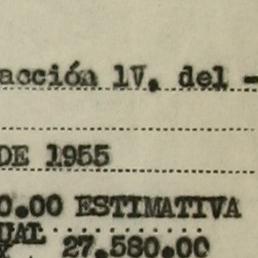 acción IV. del -
DE 1955
0.00 ESTIMATIVA
UAL 27.580.00